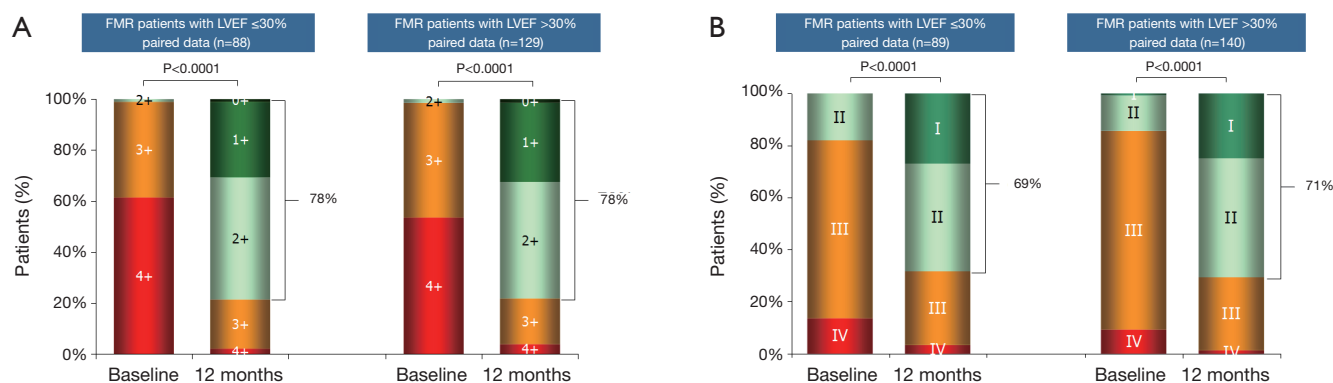 A
FMR patients with LVEF ≤30%
paired data (n=88)
FMR patients with LVEF >30%
paired data (n=129)
P<0.0001
P<0.0001
Patients (%)
100%
80%
60%
40%
20%
0%
2+
3+
4+
0+
1+
2+
3+
4+
78%
2+
3+
4+
0+
1+
2+
3+
4+
78%
Baseline
12 months
Baseline
12 months
B
FMR patients with LVEF ≤30%
paired data (n=89)
FMR patients with LVEF >30%
paired data (n=140)
P<0.0001
P<0.0001
Patients (%)
100%
80%
60%
40%
20%
0%
II
III
IV
I
II
III
IV
69%
I
II
III
IV
I
II
III
IV
71%
Baseline
12 months
Baseline
12 months